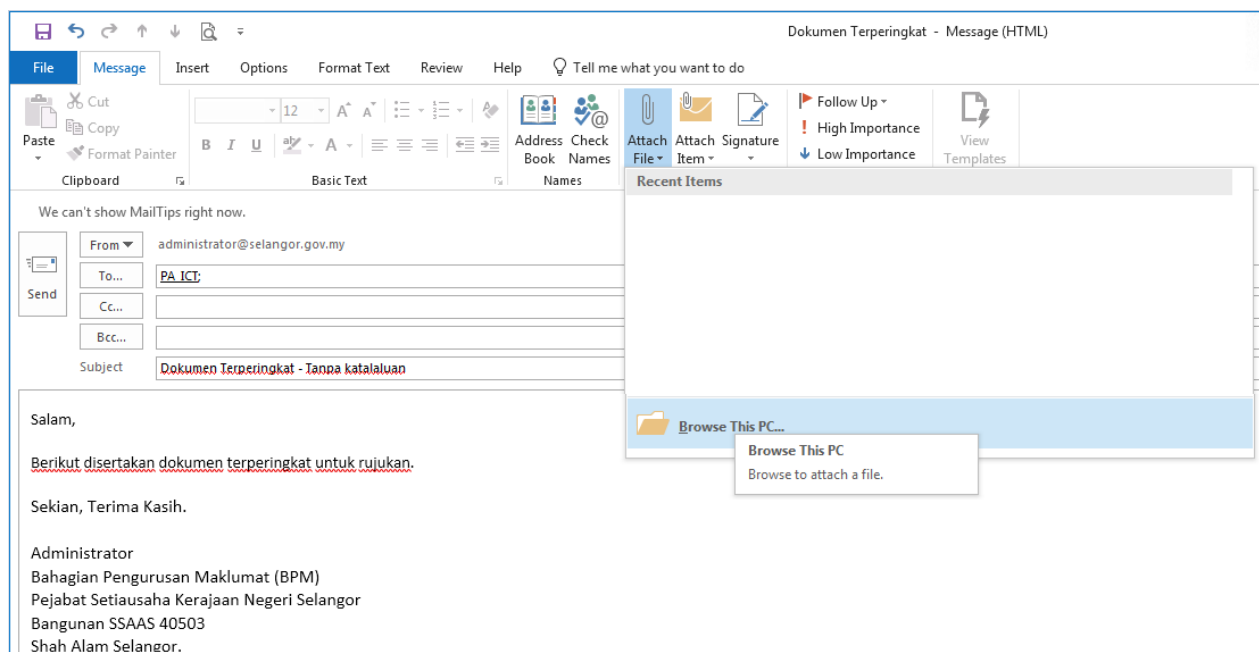 Dokumen Terperingkat - Message (HTML)
File Message Insert Options Format Text Review Help Tell me what you want to do
Paste
Cut
Copy
Format Painter
Clipboard
12
A A A
B I U aby A
Basic Text
Address Book
Check Names
Names
Attach File
Attach Item
Signature
Follow Up
! High Importance
Low Importance
View Templates
Recent Items
Browse This PC...
Browse This PC
Browse to attach a file.
We can't show MailTips right now.
Send
From administrator@selangor.gov.my
To... PA ICT;
Cc...
Bcc...
Subject Dokumen Terperingkat - Tanpa katalaluan
Salam,
Berikut disertakan dokumen terperingkat untuk rujukan.
Sekian, Terima Kasih.
Administrator
Bahagian Pengurusan Maklumat (BPM)
Pejabat Setiausaha Kerajaan Negeri Selangor
Bangunan SSAAS 40503
Shah Alam Selangor.